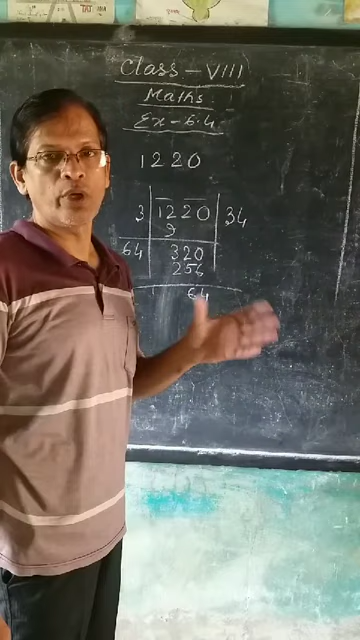 Class - VIII
Maths
Ex - 6.4
1220
3 1220 34
9
64 320
256
64